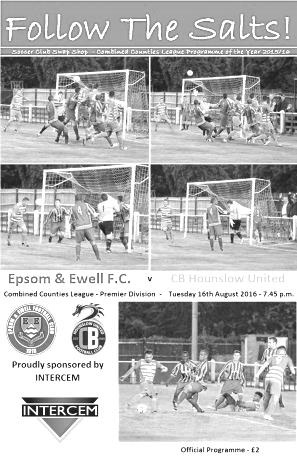 Follow The Salts!
Soccer Club Swap Shop - Combined Counties League Programme of the Year 2015/16
Epsom & Ewell F.C. v CB Hounslow United
Combined Counties League - Premier Division - Tuesday 16th August 2016 - 7.45 p.m.
CB
Proudly sponsored by
INTERCEM
INTERCEM
Official Programme - £2